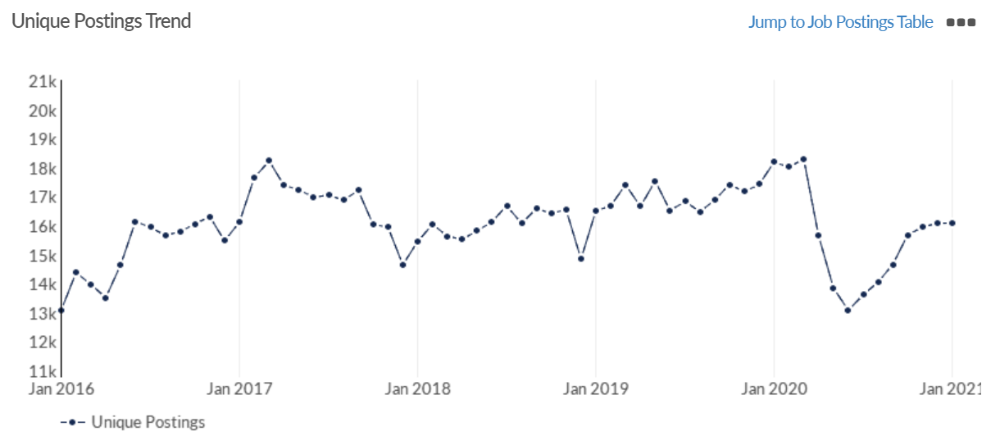 Unique Postings Trend
Jump to Job Postings Table
21k
20k
19k
18k
17k
16k
15k
14k
13k
12k
11k
Jan 2016 Jan 2017 Jan 2018 Jan 2019 Jan 2020 Jan 2021
Unique Postings